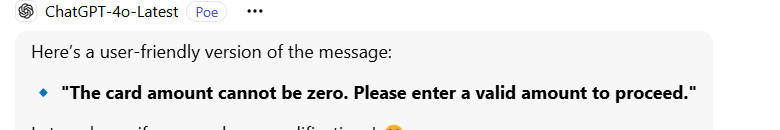 ChatGPT-4o-Latest Poe
Here's a user-friendly version of the message:
"The card amount cannot be zero. Please enter a valid amount to proceed."